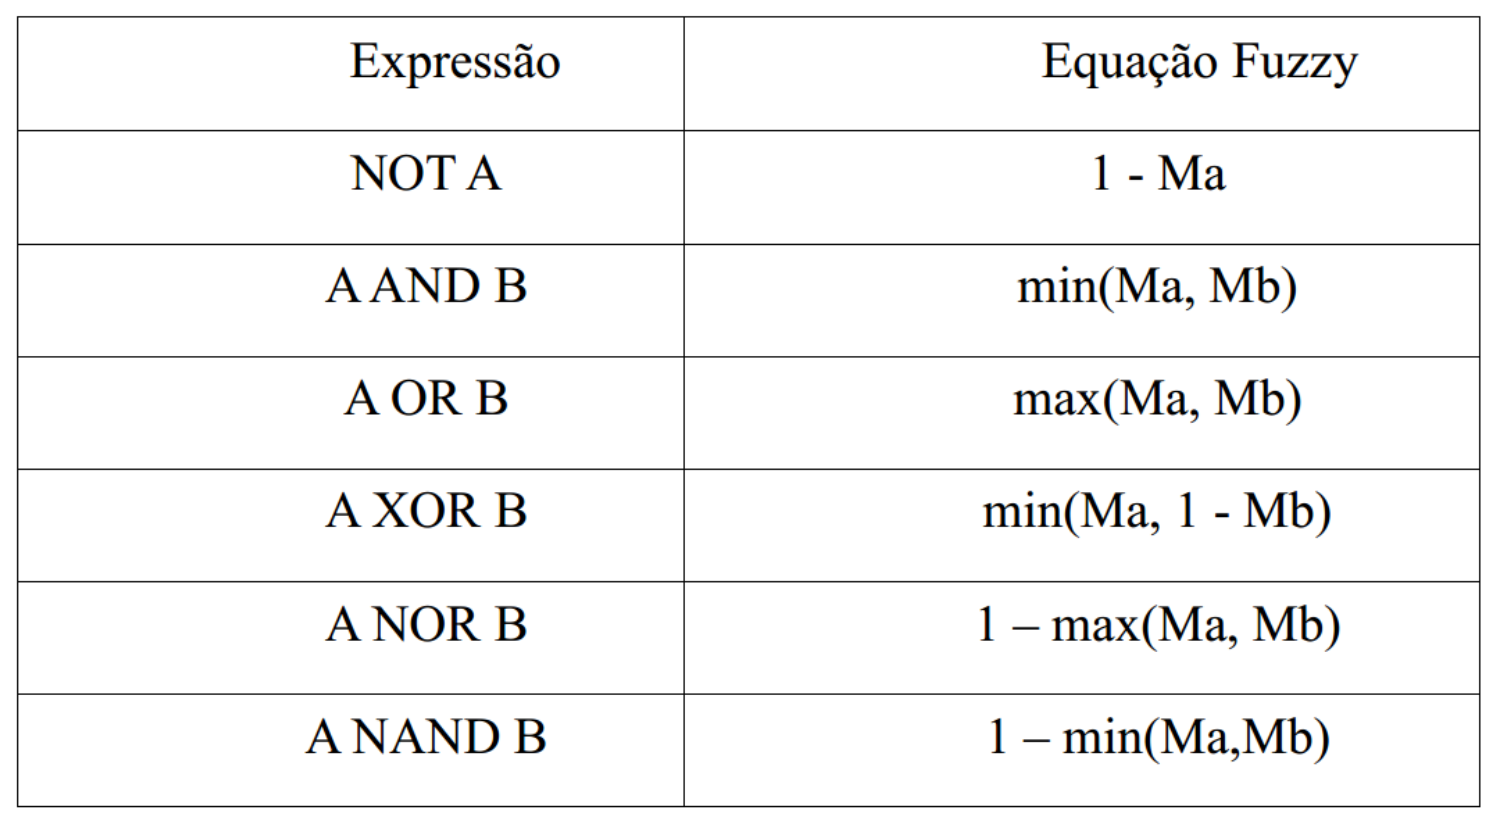 Expressão Equação Fuzzy
NOT A 1 - Ma
A AND B min(Ma, Mb)
A OR B max(Ma, Mb)
A XOR B min(Ma, 1 - Mb)
A NOR B 1 – max(Ma, Mb)
A NAND B 1 – min(Ma,Mb)